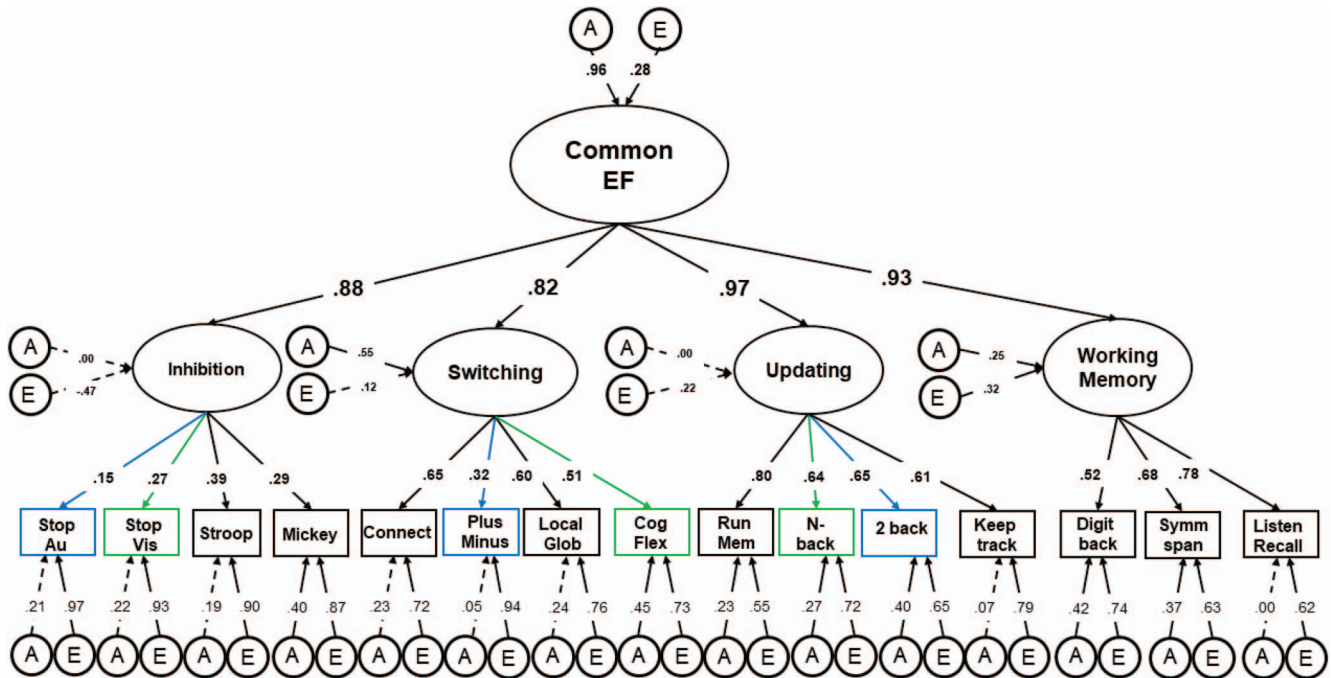 A E
.96 .28
Common
EF
.88 .82 .97 .93
A .00
E -.47
Inhibition
A .55
E .12
Switching
A .00
E .22
Updating
A .25
E .32
Working
Memory
.15 .27 .39 .29 .65 .32 .60 .51 .80 .64 .65 .61 .52 .68 .78
Stop
Au
Stop
Vis
Stroop
Mickey
Connect
Plus
Minus
Local
Glob
Cog
Flex
Run
Mem
N-
back
2 back
Keep
track
Digit
back
Symm
span
Listen
Recall
.21 .97 .22 .93 .19 .90 .40 .87 .23 .72 .05 .94 .24 .76 .45 .73 .23 .55 .27 .72 .40 .65 .07 .79 .42 .74 .37 .63 .00 .62
A E A E A E A E A E A E A E A E A E A E A E A E A E A E A E